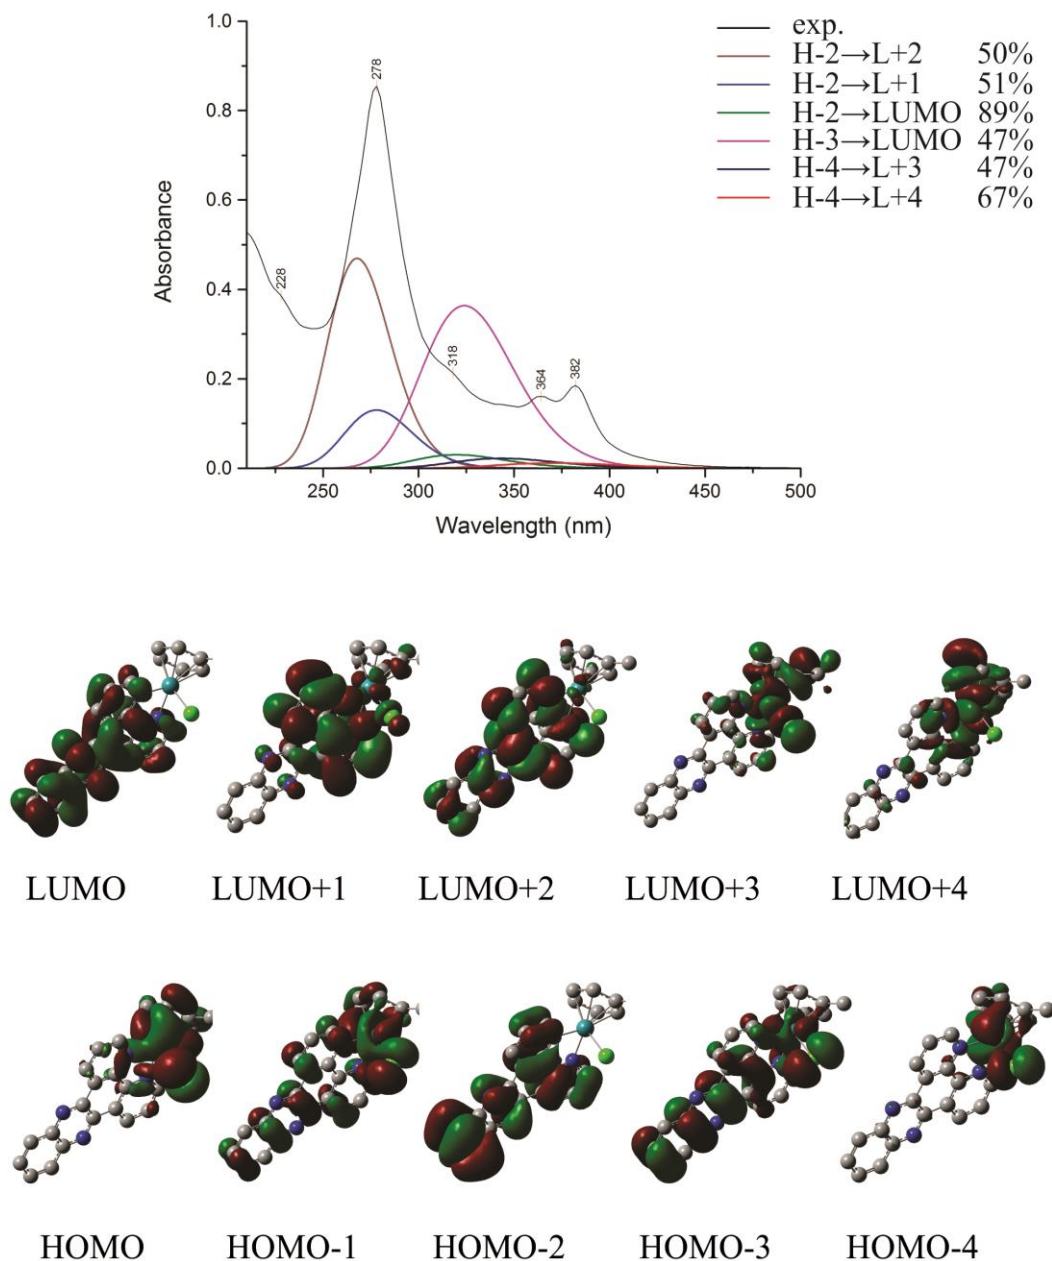 1.0
0.8
0.6
0.4
0.2
0.0
Absorbance
228
278
318
364
382
250
300
350
400
450
500
Wavelength (nm)
exp.
H-2→L+2 50%
H-2→L+1 51%
H-2→LUMO 89%
H-3→LUMO 47%
H-4→L+3 47%
H-4→L+4 67%
LUMO LUMO+1 LUMO+2 LUMO+3 LUMO+4
HOMO HOMO-1 HOMO-2 HOMO-3 HOMO-4